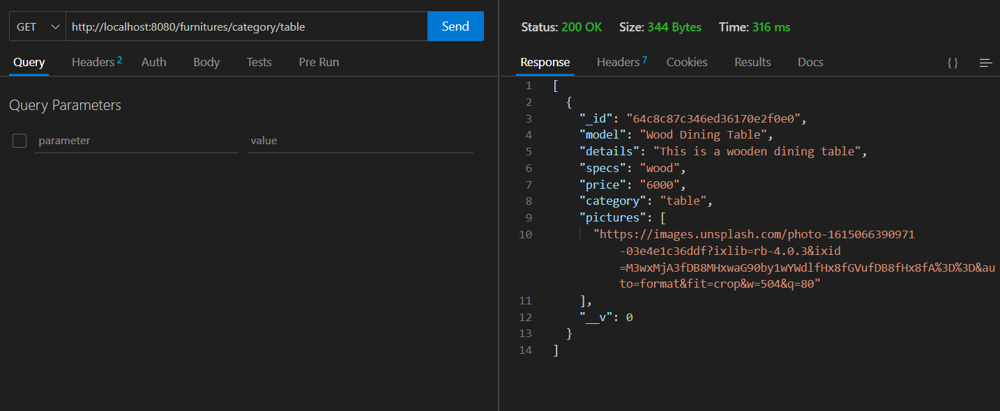 GET http://localhost:8080/furnitures/category/table Send
Query Headers 2 Auth Body Tests Pre Run
Query Parameters
parameter value
Status: 200 OK Size: 344 Bytes Time: 316 ms
Response Headers 7 Cookies Results Docs { }
1 [
2 {
3 "_id": "64c8c87c346ed36170e2f0e0",
4 "model": "Wood Dining Table",
5 "details": "This is a wooden dining table",
6 "specs": "wood",
7 "price": "6000",
8 "category": "table",
9 "pictures": [
10 "https://images.unsplash.com/photo-1615066390971
-03e4e1c36ddf?ixlib=rb-4.0.3&ixid
=M3wxMjA3fDB8MHxwaG90by1wYWdlfHx8fGVufDB8fHx8fA%3D%3D&au
to=format&fit=crop&w=504&q=80"
11 ],
12 "__v": 0
13 }
14 ]